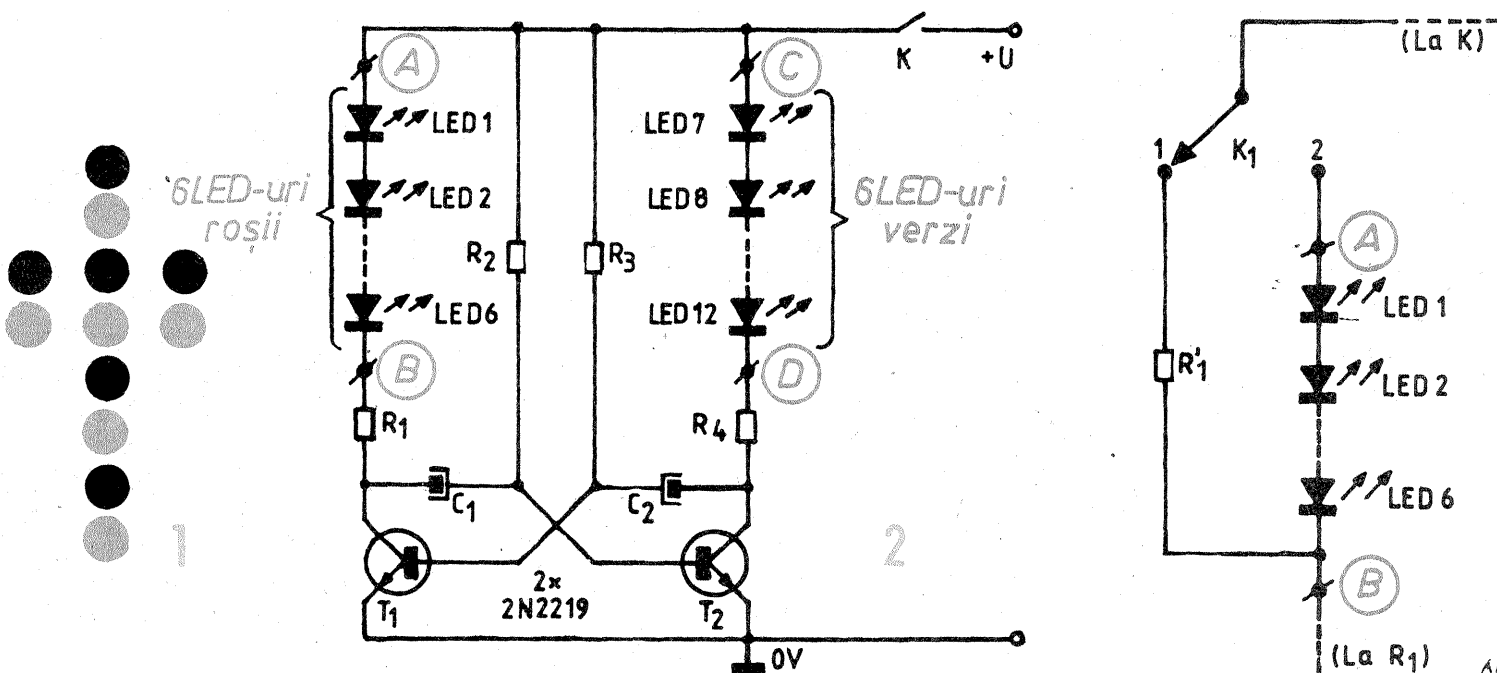 K
+U
(La K)
A
C
LED 1
LED 7
1
K1
2
6LED-uri
roșii
LED 2
LED 8
6LED-uri
verzi
A
R2
R3
LED 6
LED 12
LED 1
B
D
R'1
LED 2
R1
R4
C1
C2
LED 6
1
2
2x
2N2219
T1
T2
B
0V
(La R1)